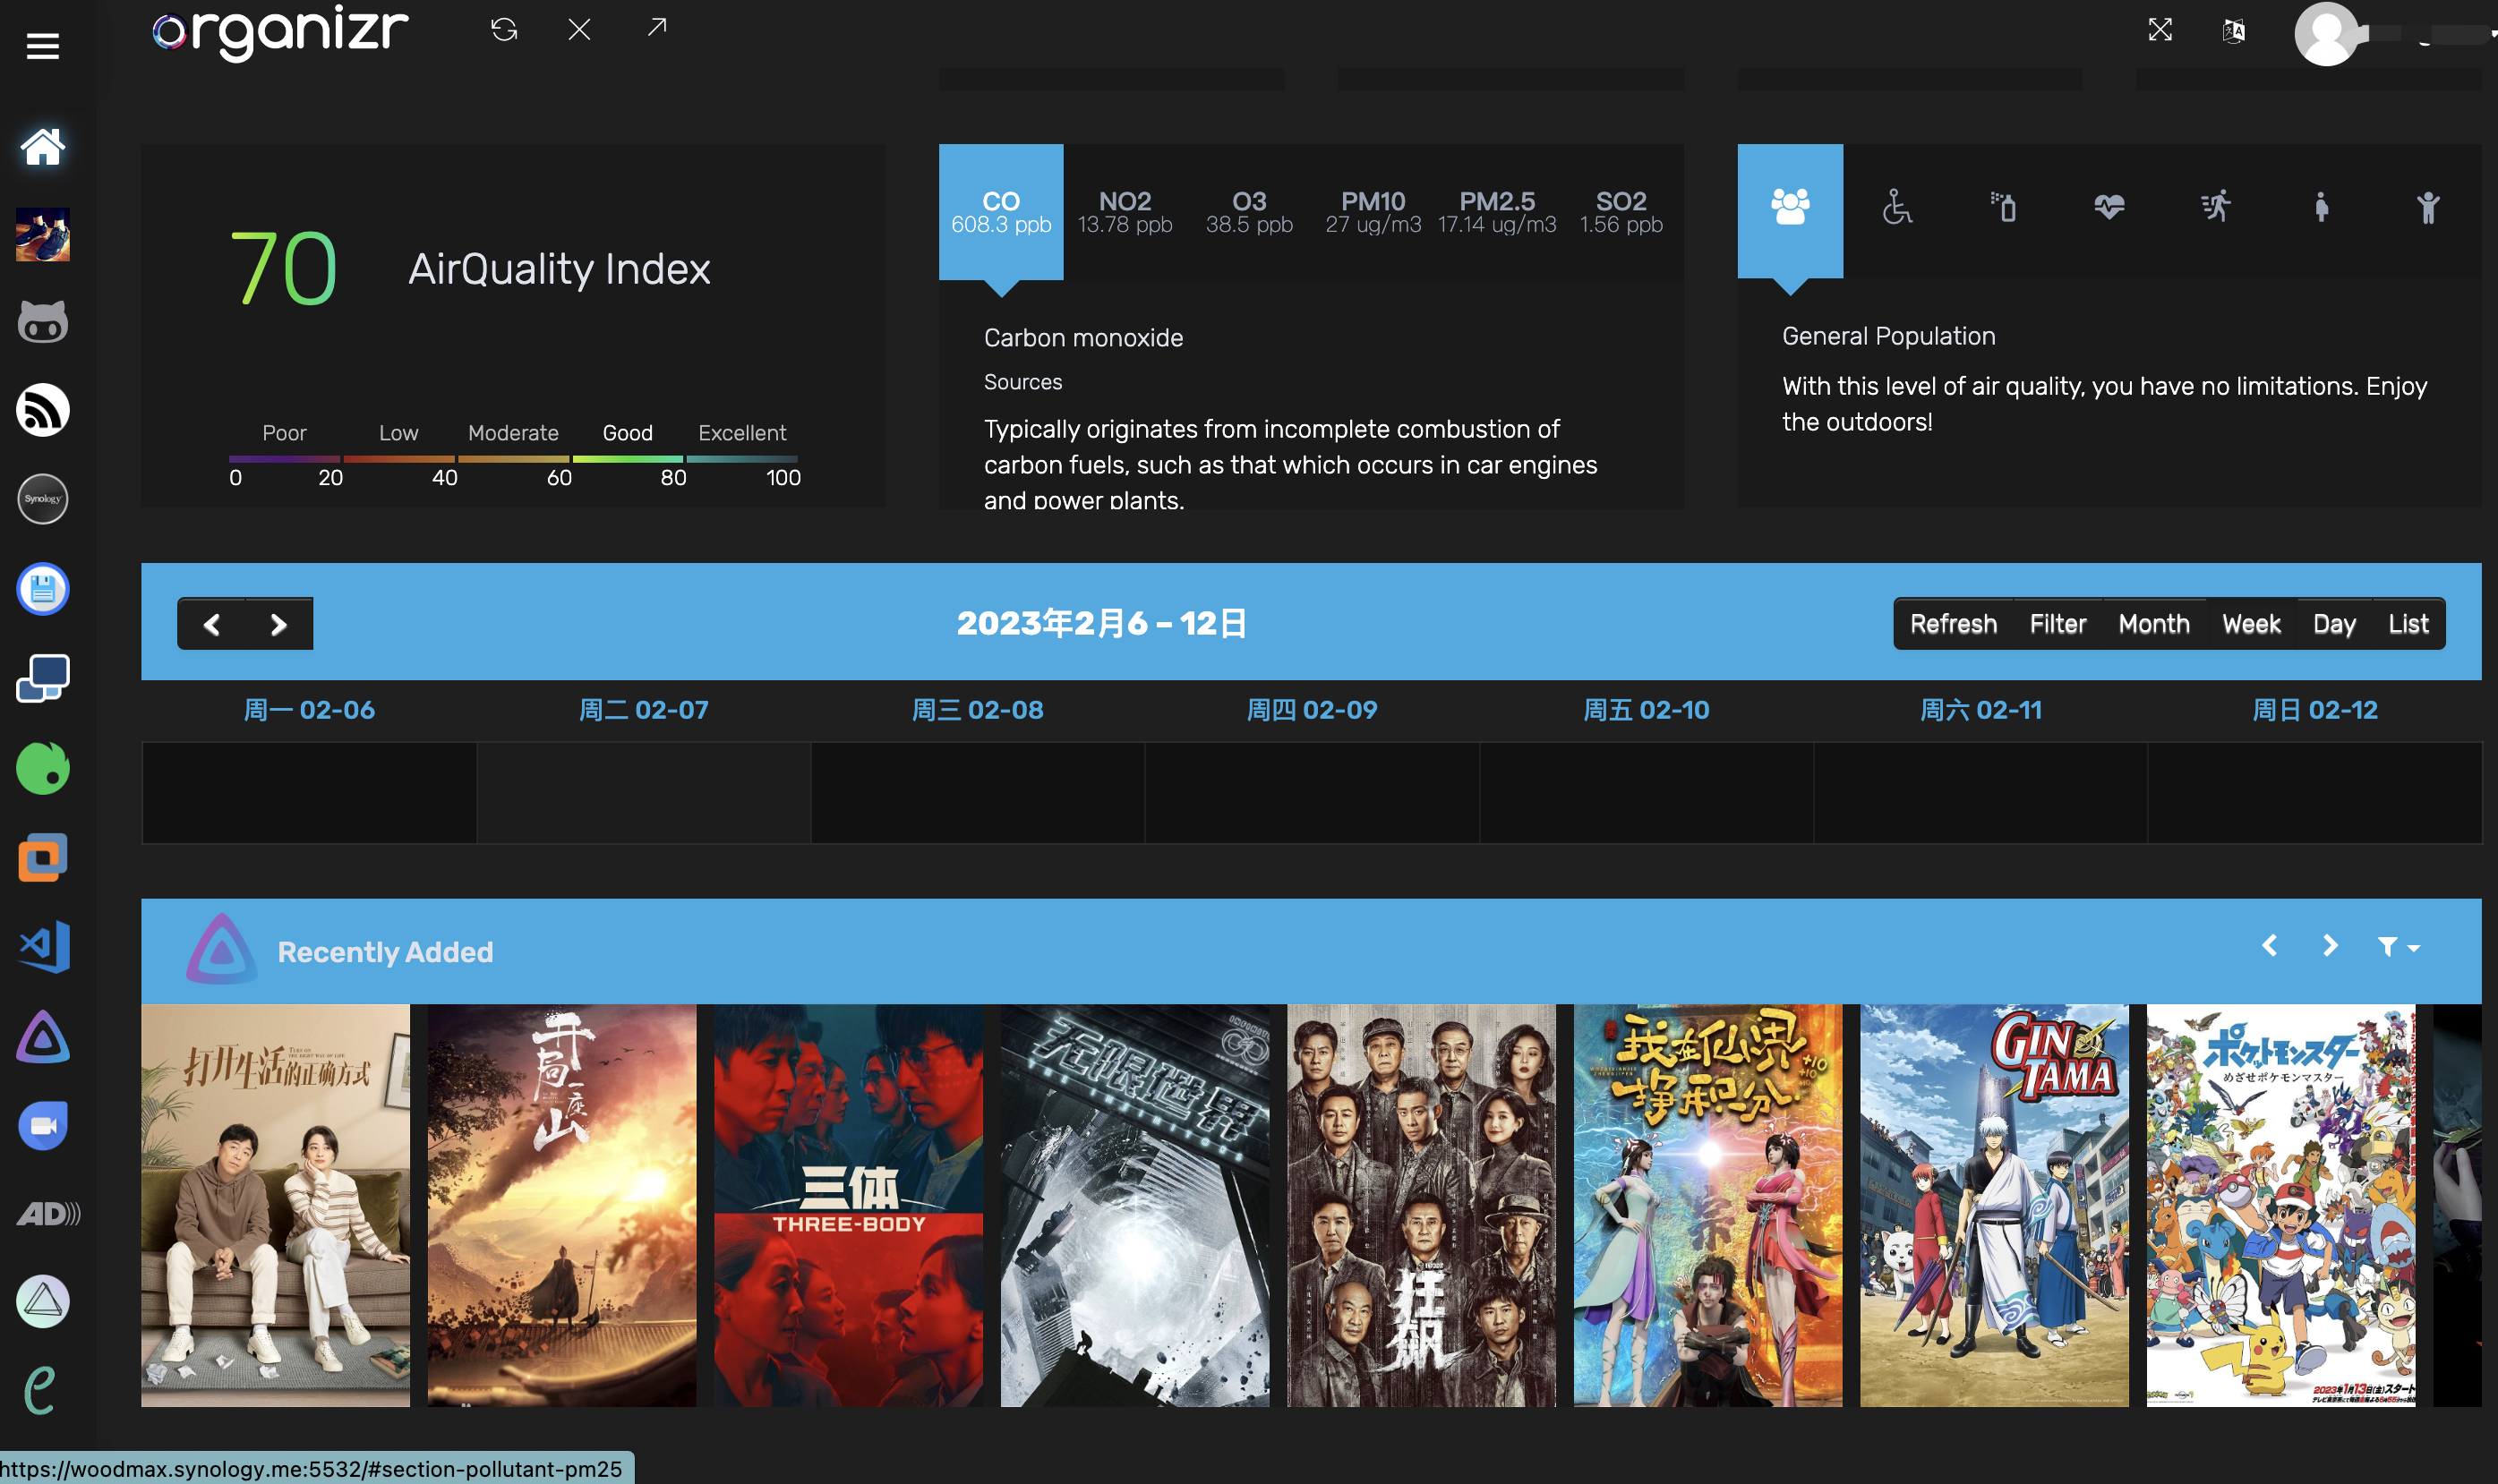 organizr
70
AirQuality Index
Poor Low Moderate Good Excellent
0 20 40 60 80 100
CO NO2 O3 PM10 PM2.5 SO2
608.3 ppb 13.78 ppb 38.5 ppb 27 ug/m3 17.14 ug/m3 1.56 ppb
Carbon monoxide
Sources
Typically originates from incomplete combustion of
carbon fuels, such as that which occurs in car engines
and power plants.
General Population
With this level of air quality, you have no limitations. Enjoy
the outdoors!
Synology
2023年2月6 – 12日
Refresh Filter Month Week Day List
周一 02-06 周二 02-07 周三 02-08 周四 02-09 周五 02-10 周六 02-11 周日 02-12
Recently Added
打开生活的正确方式
开局一座山
三体
THREE-BODY
无限世界
狂飙
我在仙界
挣积分
+10
GIN
TAMA
ポケットモンスター
めざせポケモンマスター
2023年1月13日(金)スタート
AD
https://woodmax.synology.me:5532/#section-pollutant-pm25